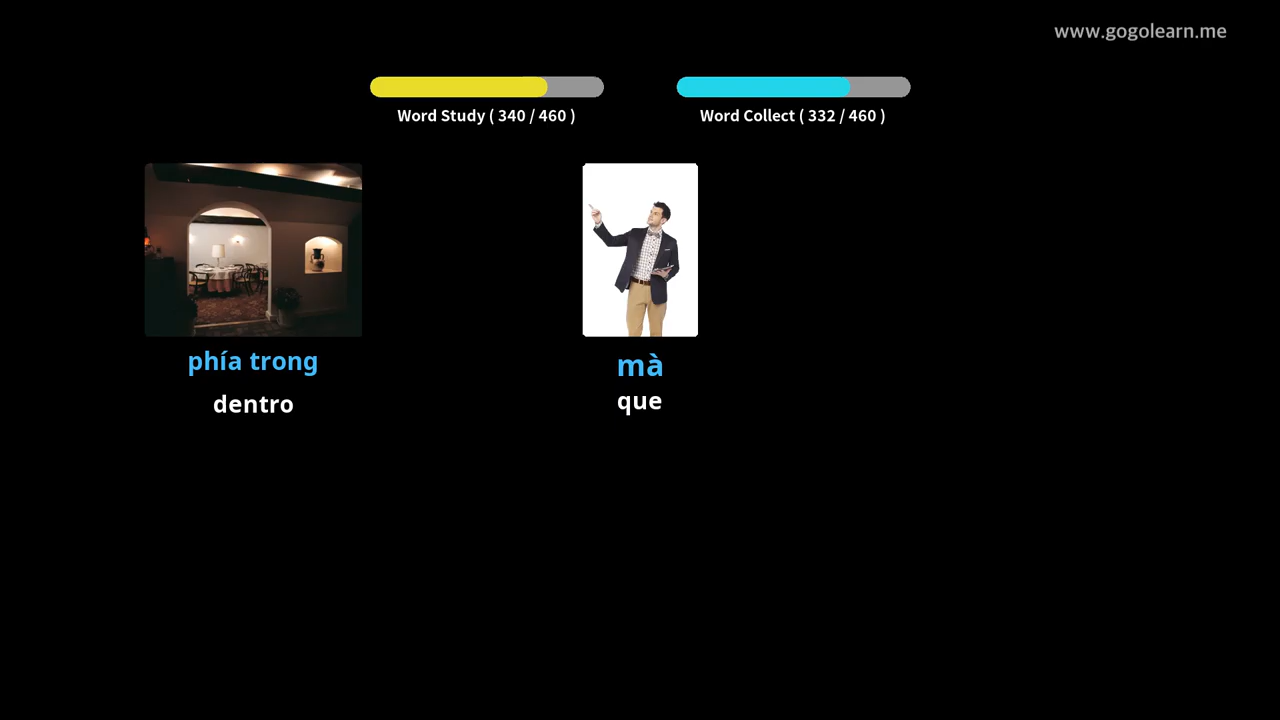 www.gogolearn.me
Word Study ( 340 / 460 )
Word Collect ( 332 / 460 )
phía trong
dentro
mà
que